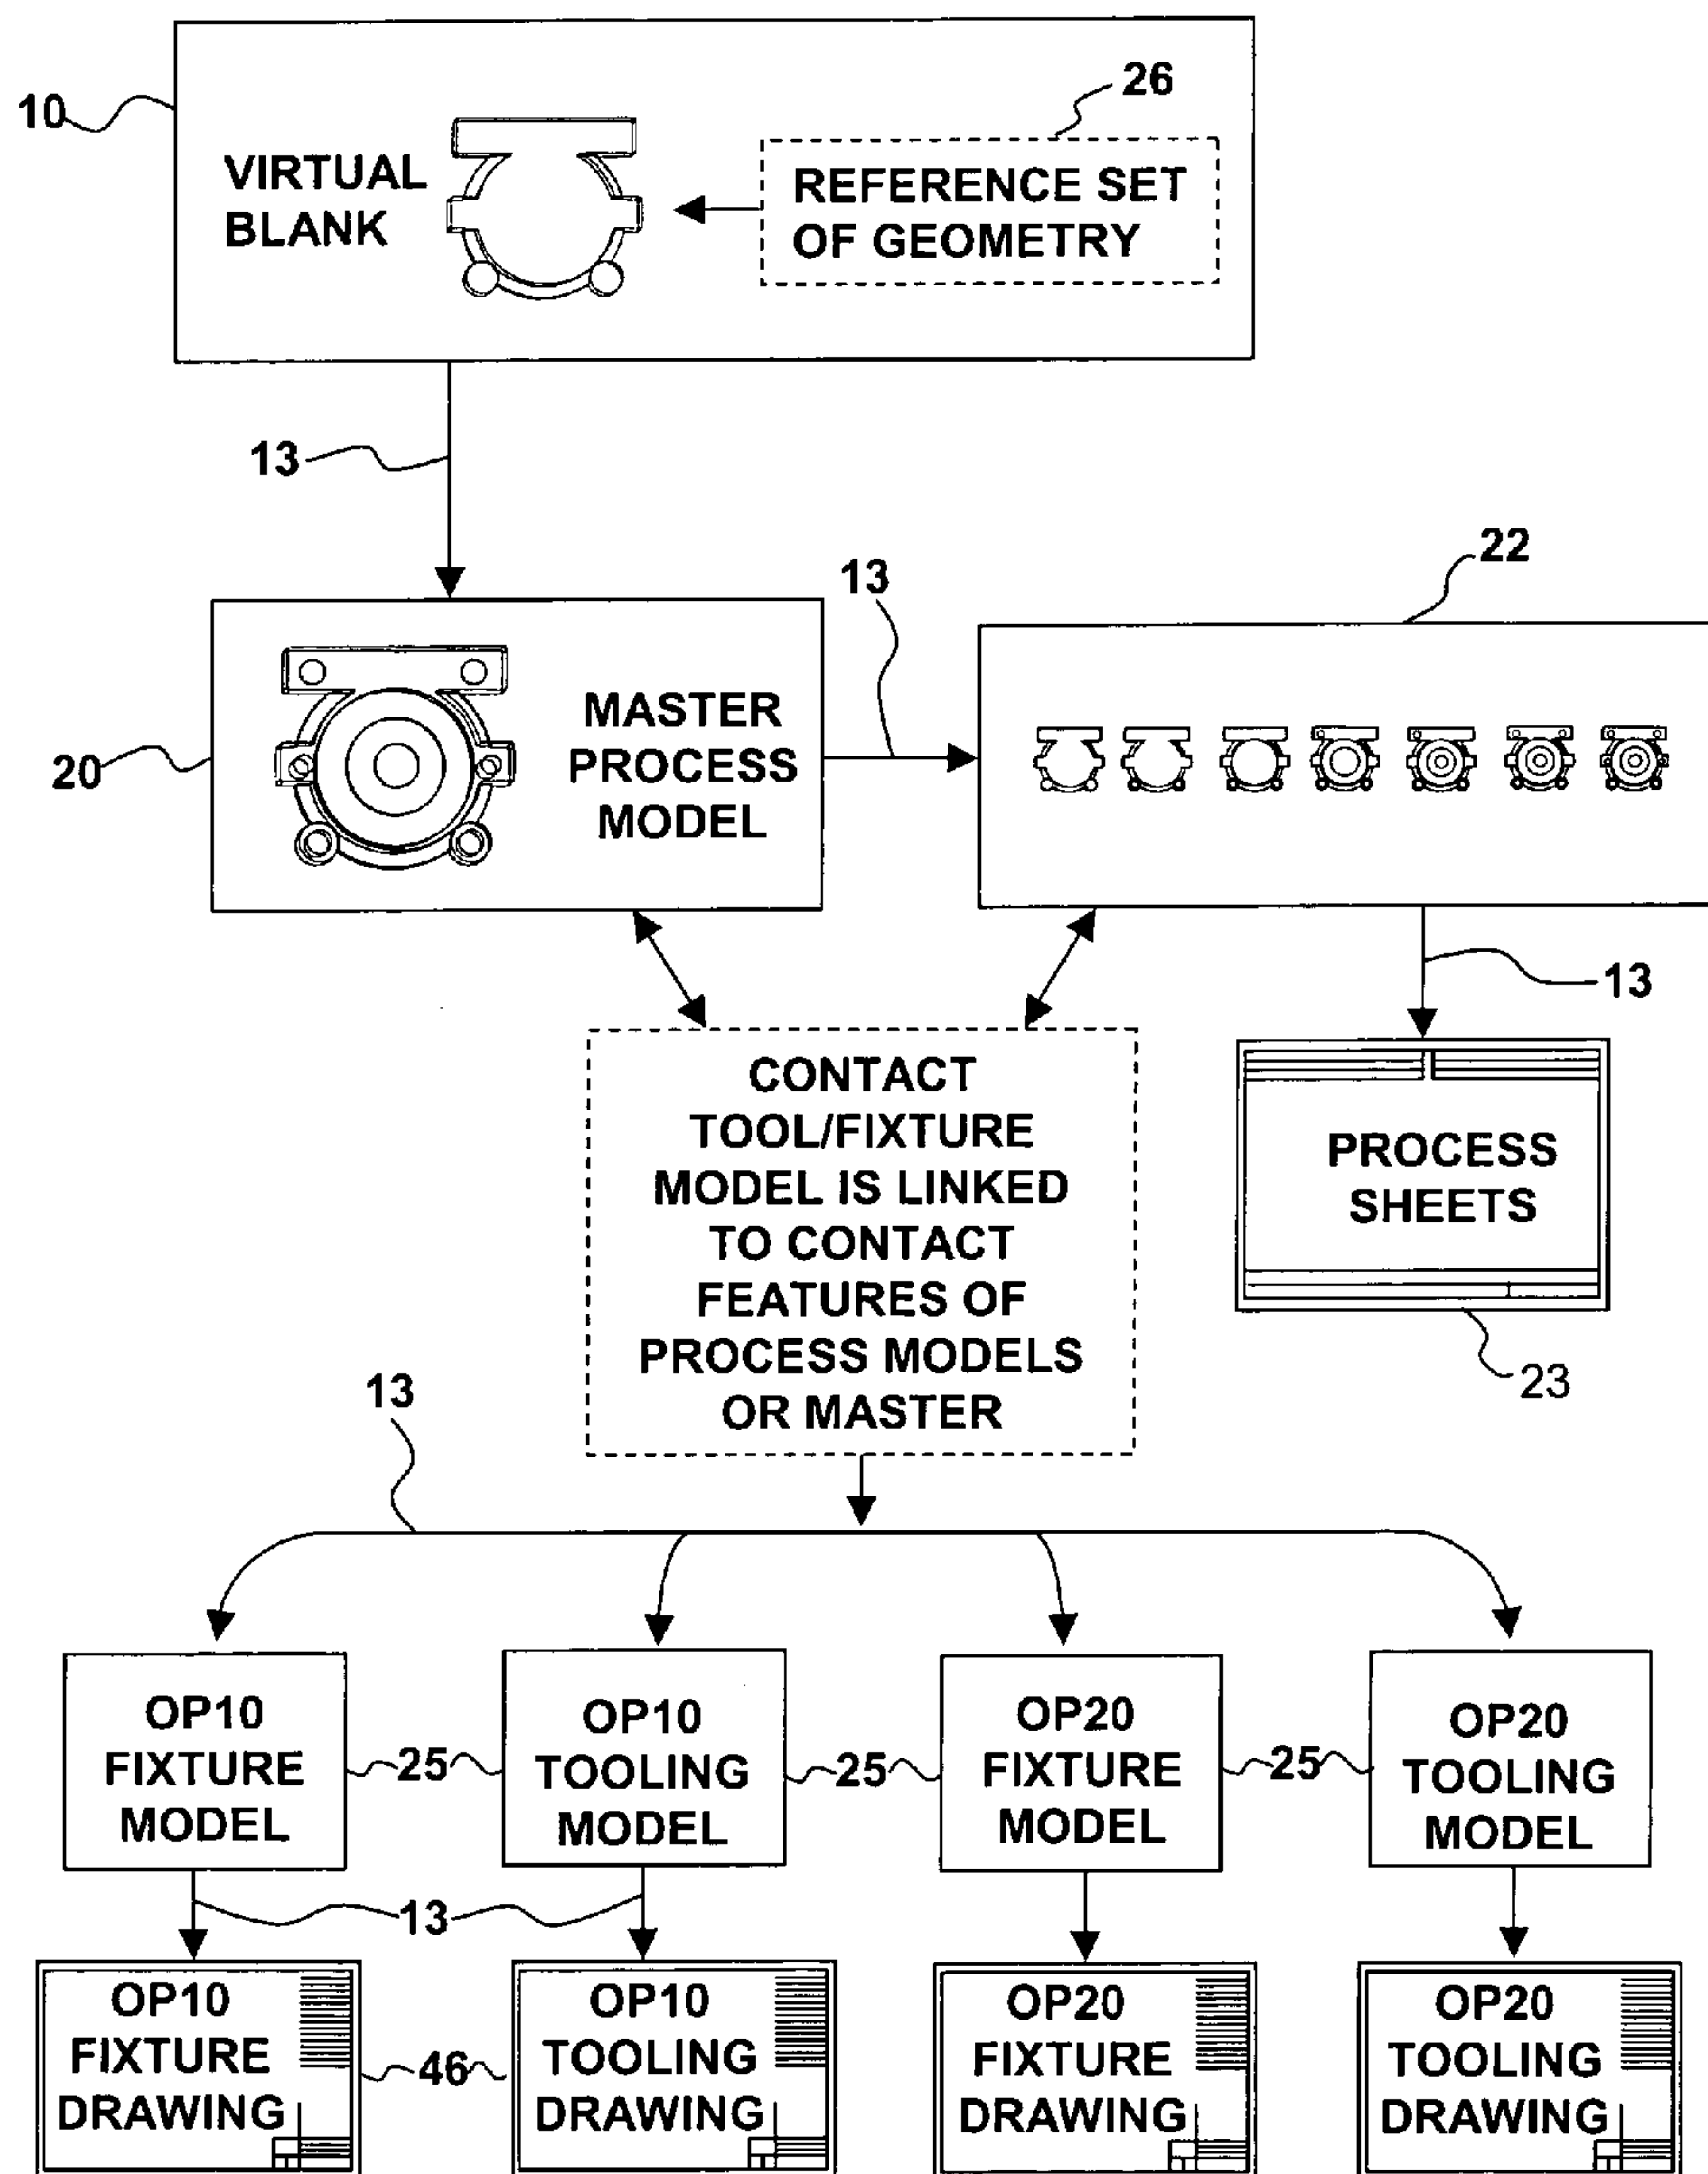 26
10
VIRTUAL
BLANK
REFERENCE SET
OF GEOMETRY
13
13
22
20
MASTER
PROCESS
MODEL
13
CONTACT
TOOL/FIXTURE
MODEL IS LINKED
TO CONTACT
FEATURES OF
PROCESS MODELS
OR MASTER
PROCESS
SHEETS
23
13
OP10
FIXTURE
MODEL
25
OP10
TOOLING
MODEL
25
OP20
FIXTURE
MODEL
25
OP20
TOOLING
MODEL
13
OP10
FIXTURE
DRAWING
46
OP10
TOOLING
DRAWING
OP20
FIXTURE
DRAWING
OP20
TOOLING
DRAWING